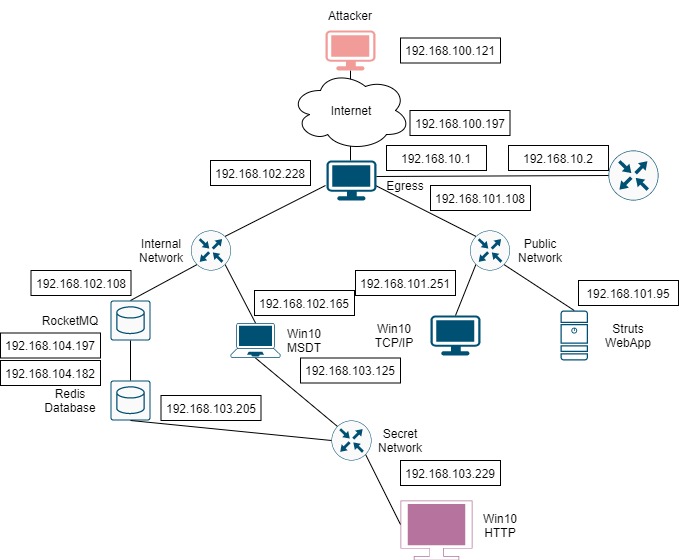 Attacker
192.168.100.121
Internet
192.168.100.197
192.168.10.1
192.168.10.2
192.168.102.228
Egress
192.168.101.108
Internal
Network
Public
Network
192.168.102.108
192.168.101.251
192.168.101.95
192.168.102.165
RocketMQ
Win10
MSDT
Win10
TCP/IP
Struts
WebApp
192.168.104.197
192.168.104.182
192.168.103.125
Redis
Database
192.168.103.205
Secret
Network
192.168.103.229
Win10
HTTP